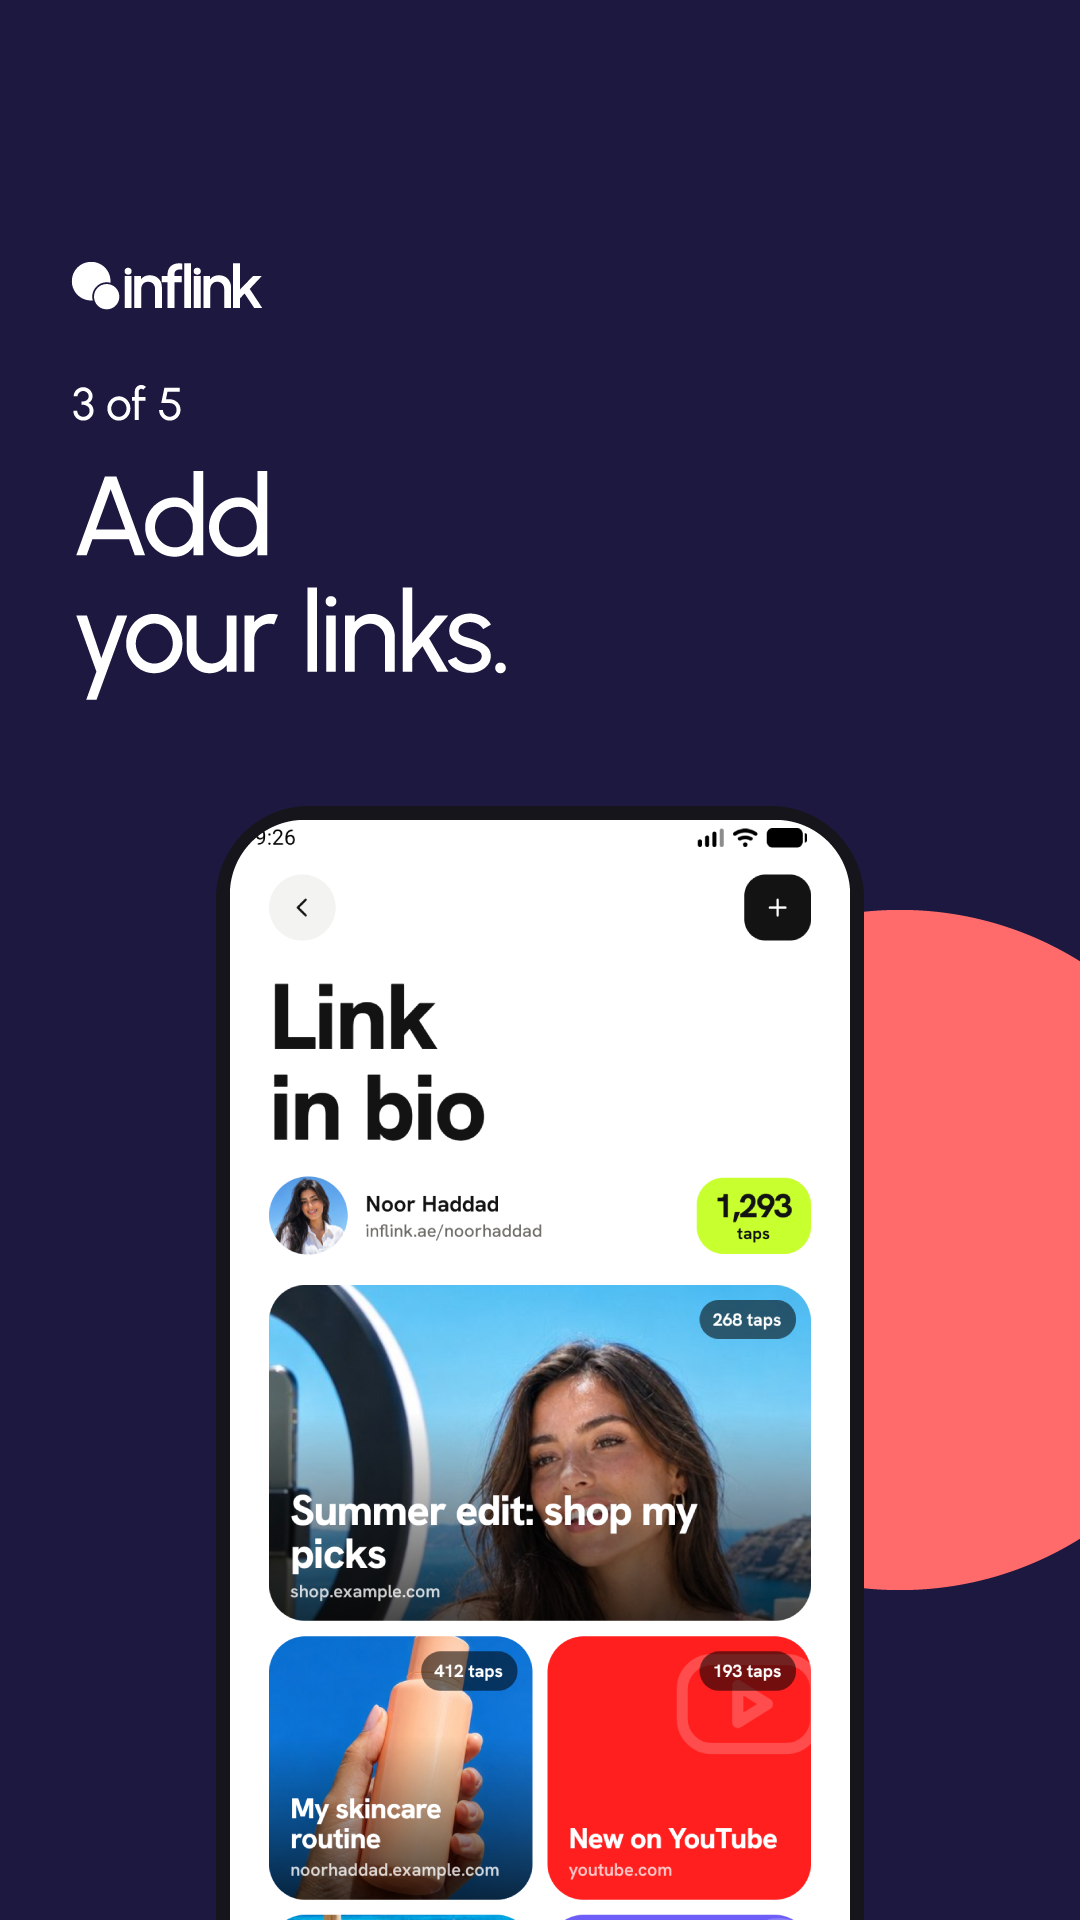 inflink
3 of 5
Add
your links.
9:26
Link
in bio
Noor Haddad
inflink.ae/noorhaddad
1,293
taps
268 taps
Summer edit: shop my
picks
shop.example.com
412 taps
My skincare
routine
noorhaddad.example.com
193 taps
New on YouTube
youtube.com